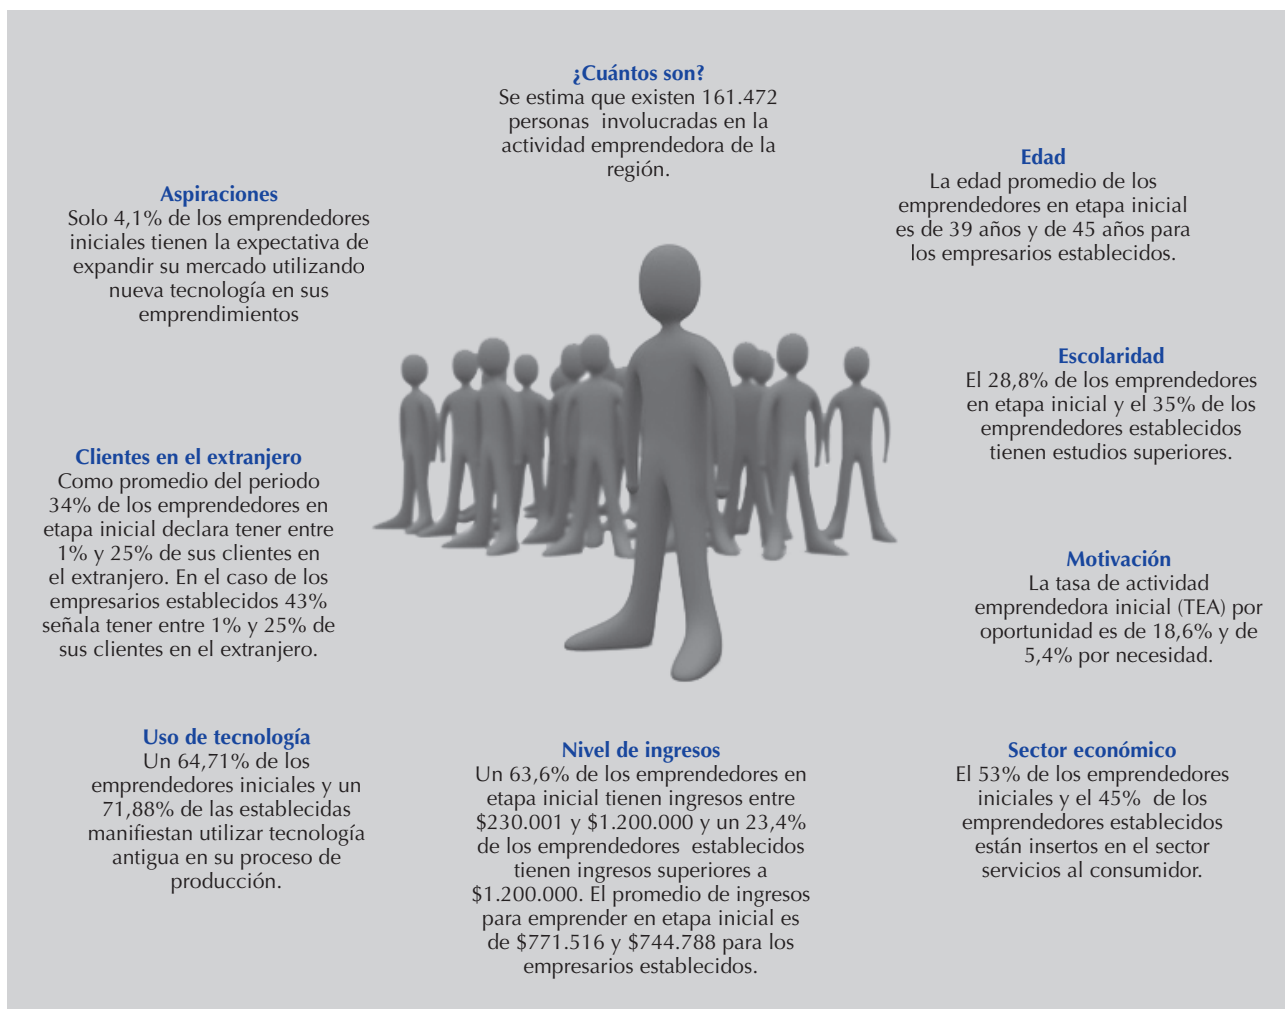 ¿Cuántos son?
Se estima que existen 161.472
personas involucradas en la
actividad emprendedora de la
región.
Edad
La edad promedio de los
emprendedores en etapa inicial
es de 39 años y de 45 años para
los empresarios establecidos.
Aspiraciones
Solo 4,1% de los emprendedores
iniciales tienen la expectativa de
expandir su mercado utilizando
nueva tecnología en sus
emprendimientos
Escolaridad
El 28,8% de los emprendedores
en etapa inicial y el 35% de los
emprendedores establecidos
tienen estudios superiores.
Clientes en el extranjero
Como promedio del periodo
34% de los emprendedores en
etapa inicial declara tener entre
1% y 25% de sus clientes en
el extranjero. En el caso de los
empresarios establecidos 43%
señala tener entre 1% y 25% de
sus clientes en el extranjero.
Motivación
La tasa de actividad
emprendedora inicial (TEA) por
oportunidad es de 18,6% y de
5,4% por necesidad.
Uso de tecnología
Un 64,71% de los
emprendedores iniciales y un
71,88% de las establecidas
manifiestan utilizar tecnología
antigua en su proceso de
producción.
Nivel de ingresos
Un 63,6% de los emprendedores en
etapa inicial tienen ingresos entre
$230.001 y $1.200.000 y un 23,4%
de los emprendedores establecidos
tienen ingresos superiores a
$1.200.000. El promedio de ingresos
para emprender en etapa inicial es
de $771.516 y $744.788 para los
empresarios establecidos.
Sector económico
El 53% de los emprendedores
iniciales y el 45% de los
emprendedores establecidos
están insertos en el sector
servicios al consumidor.